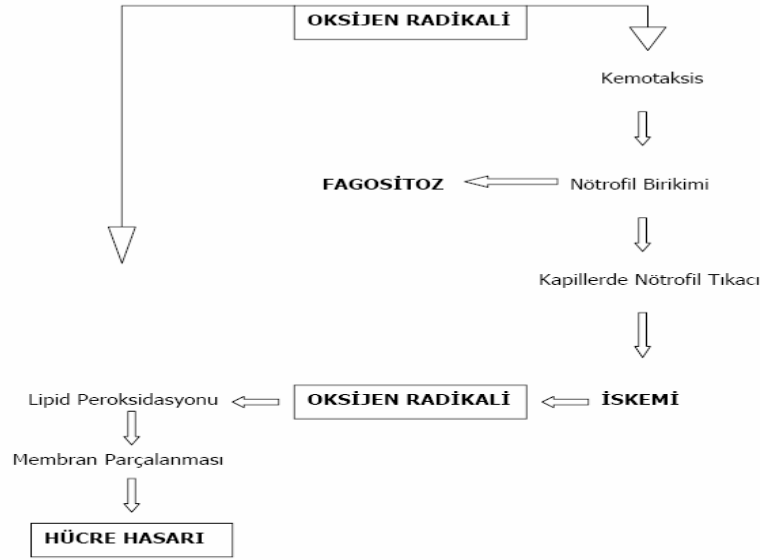 OKSİJEN RADİKALİ
Kemotaksis
FAGOSİTOZ
Nötrofil Birikimi
Kapillerde Nötrofil Tıkacı
Lipid Peroksidasyonu
OKSİJEN RADİKALİ
İSKEMİ
Membran Parçalanması
HÜCRE HASARI